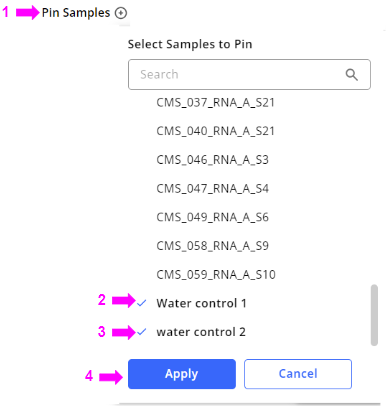 1 Pin Samples
Select Samples to Pin
Search
CMS_037_RNA_A_S21
CMS_040_RNA_A_S21
CMS_046_RNA_A_S3
CMS_047_RNA_A_S4
CMS_049_RNA_A_S6
CMS_058_RNA_A_S9
CMS_059_RNA_A_S10
2 Water control 1
3 water control 2
4 Apply Cancel